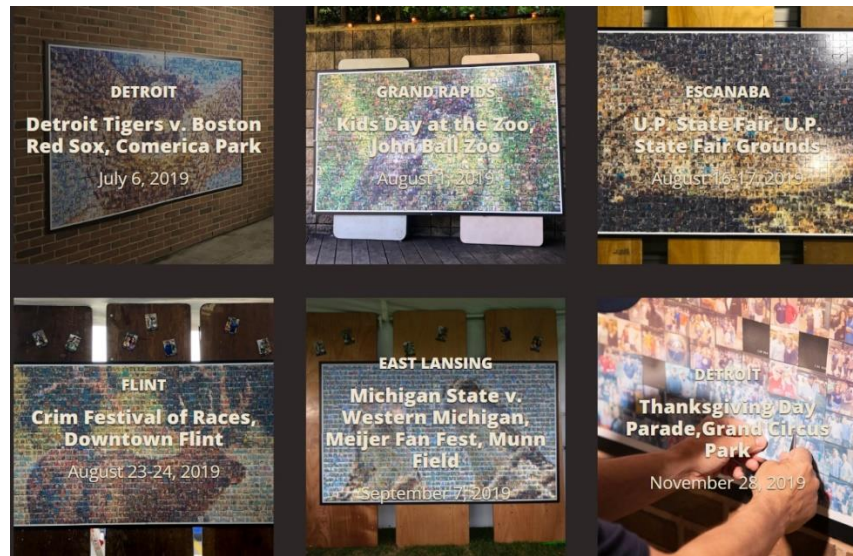 DETROIT
Detroit Tigers v. Boston
Red Sox, Comerica Park
July 6, 2019
GRAND RAPIDS
Kids Day at the Zoo,
John Ball Zoo
August 1, 2019
ESCANABA
U.P. State Fair, U.P.
State Fair Grounds
August 16-17, 2019
FLINT
Crim Festival of Races,
Downtown Flint
August 23-24, 2019
EAST LANSING
Michigan State v.
Western Michigan,
Meijer Fan Fest, Munn
Field
September 7, 2019
DETROIT
Thanksgiving Day
Parade,Grand Circus
Park
November 28, 2019